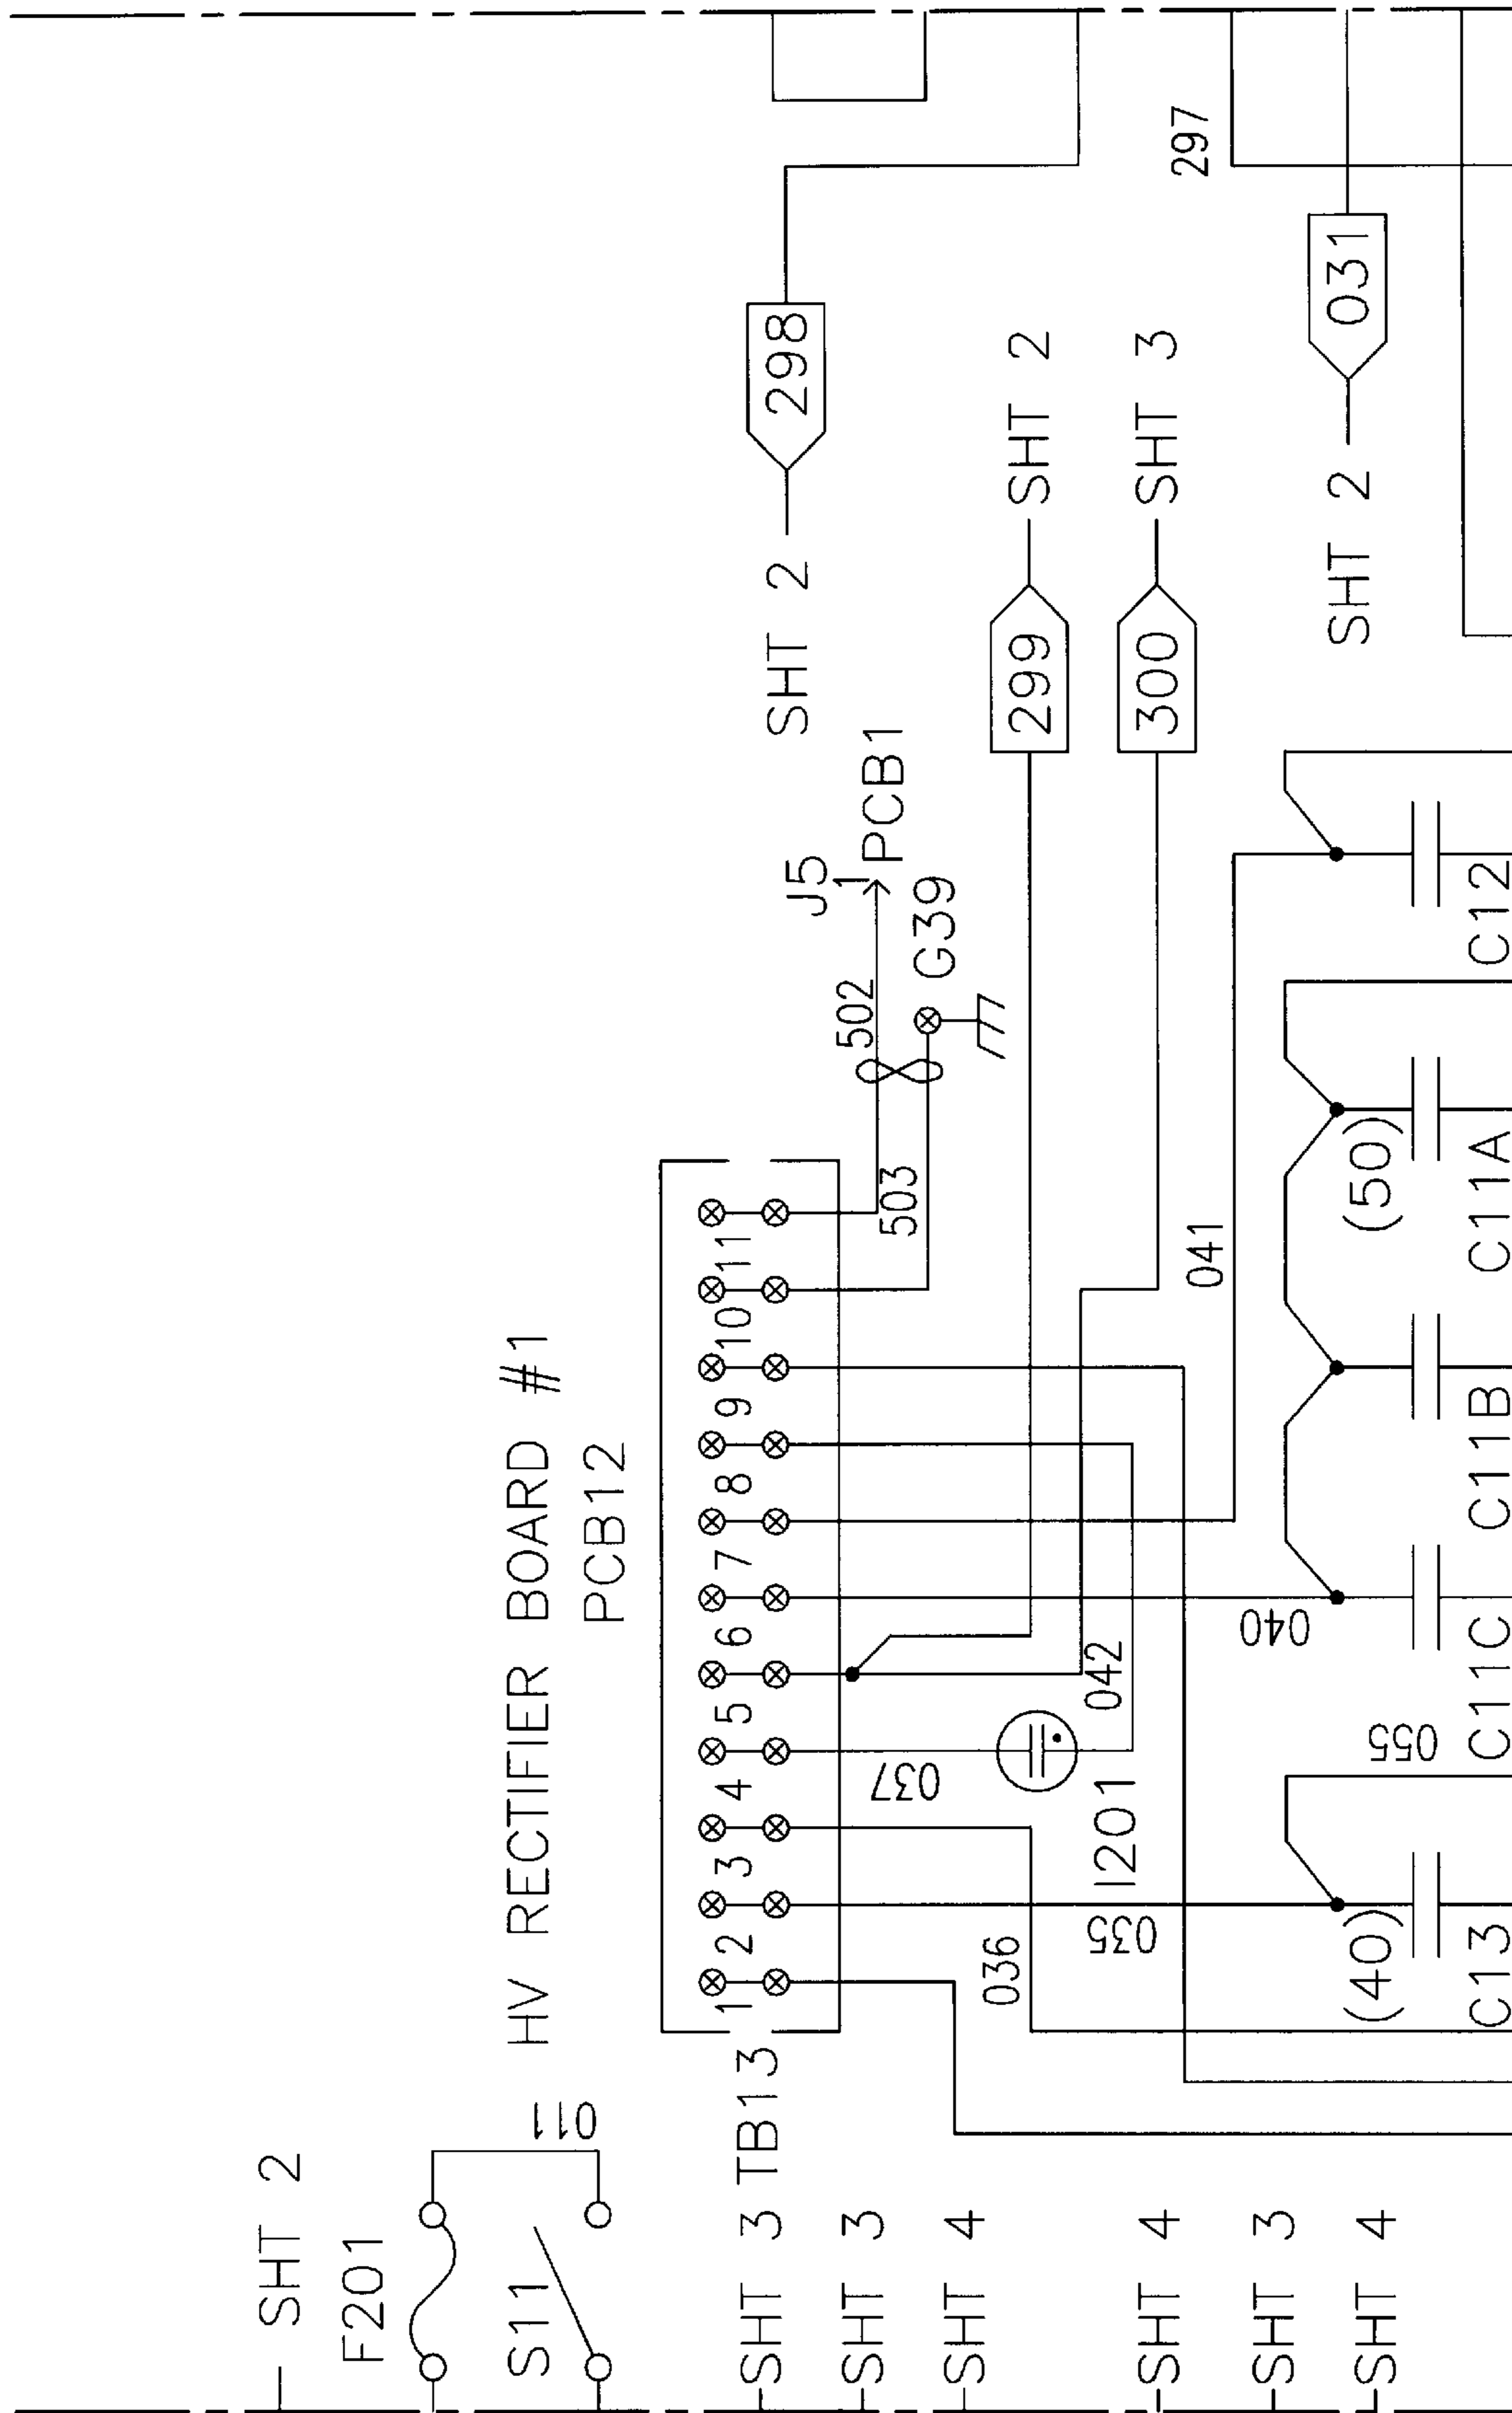 SHT 2
F201
011
S11
HV RECTIFIER BOARD #1
PCB12
SHT 3
TB13
1 2 3 4 5 6 7 8 9 10 11
SHT 2
298
J5
1
PCB1
502
SHT 3
503
G39
037
SHT 4
036
299
SHT 2
I201
042
035
300
SHT 3
SHT 4
297
041
040
SHT 3
SHT 2
031
(40)
055
(50)
SHT 4
C13
C11C
C11B
C11A
C12